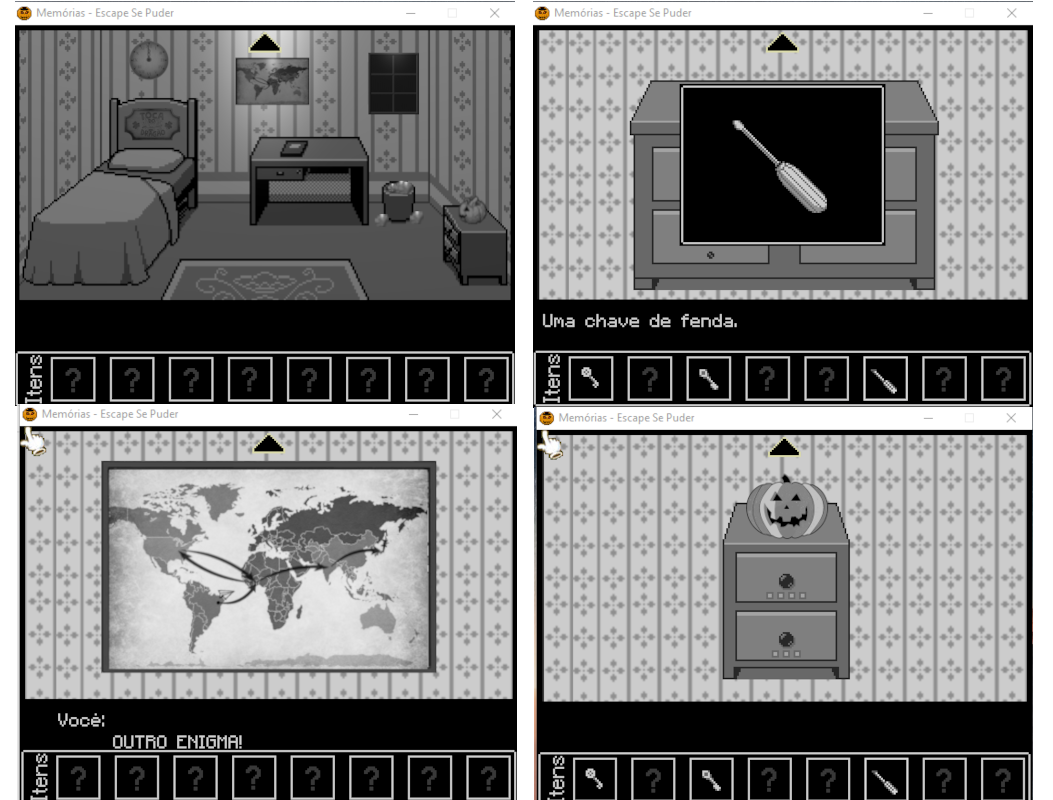 Memórias - Escape Se Puder
Itens
? ? ? ? ? ? ? ?
Memórias - Escape Se Puder
Uma chave de fenda.
Itens
? ? ? ? ?
Memórias - Escape Se Puder
Você:
OUTRO ENIGMA!
Itens
? ? ? ? ? ? ? ?
Memórias - Escape Se Puder
Itens
? ? ? ? ?